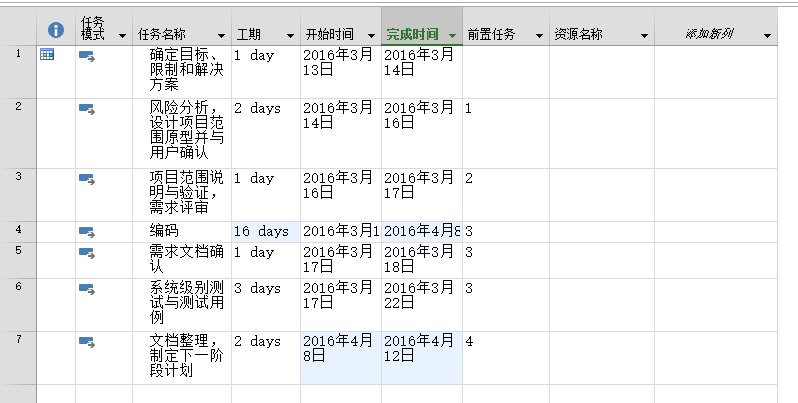 任务
模式
任务名称
工期
开始时间
完成时间
前置任务
资源名称
添加新列
1
确定目标、
限制和解决
方案
1 day
2016年3月
13日
2016年3月
14日
2
风险分析，
设计项目范
围原型并与
用户确认
2 days
2016年3月
14日
2016年3月
16日
1
3
项目范围说
明与验证，
需求评审
1 day
2016年3月
16日
2016年3月
17日
2
4
编码
16 days
2016年3月1
2016年4月8
3
5
需求文档确
认
1 day
2016年3月
17日
2016年3月
18日
3
6
系统级别测
试与测试用
例
3 days
2016年3月
17日
2016年3月
22日
3
7
文档整理，
制定下一阶
段计划
2 days
2016年4月
8日
2016年4月
12日
4